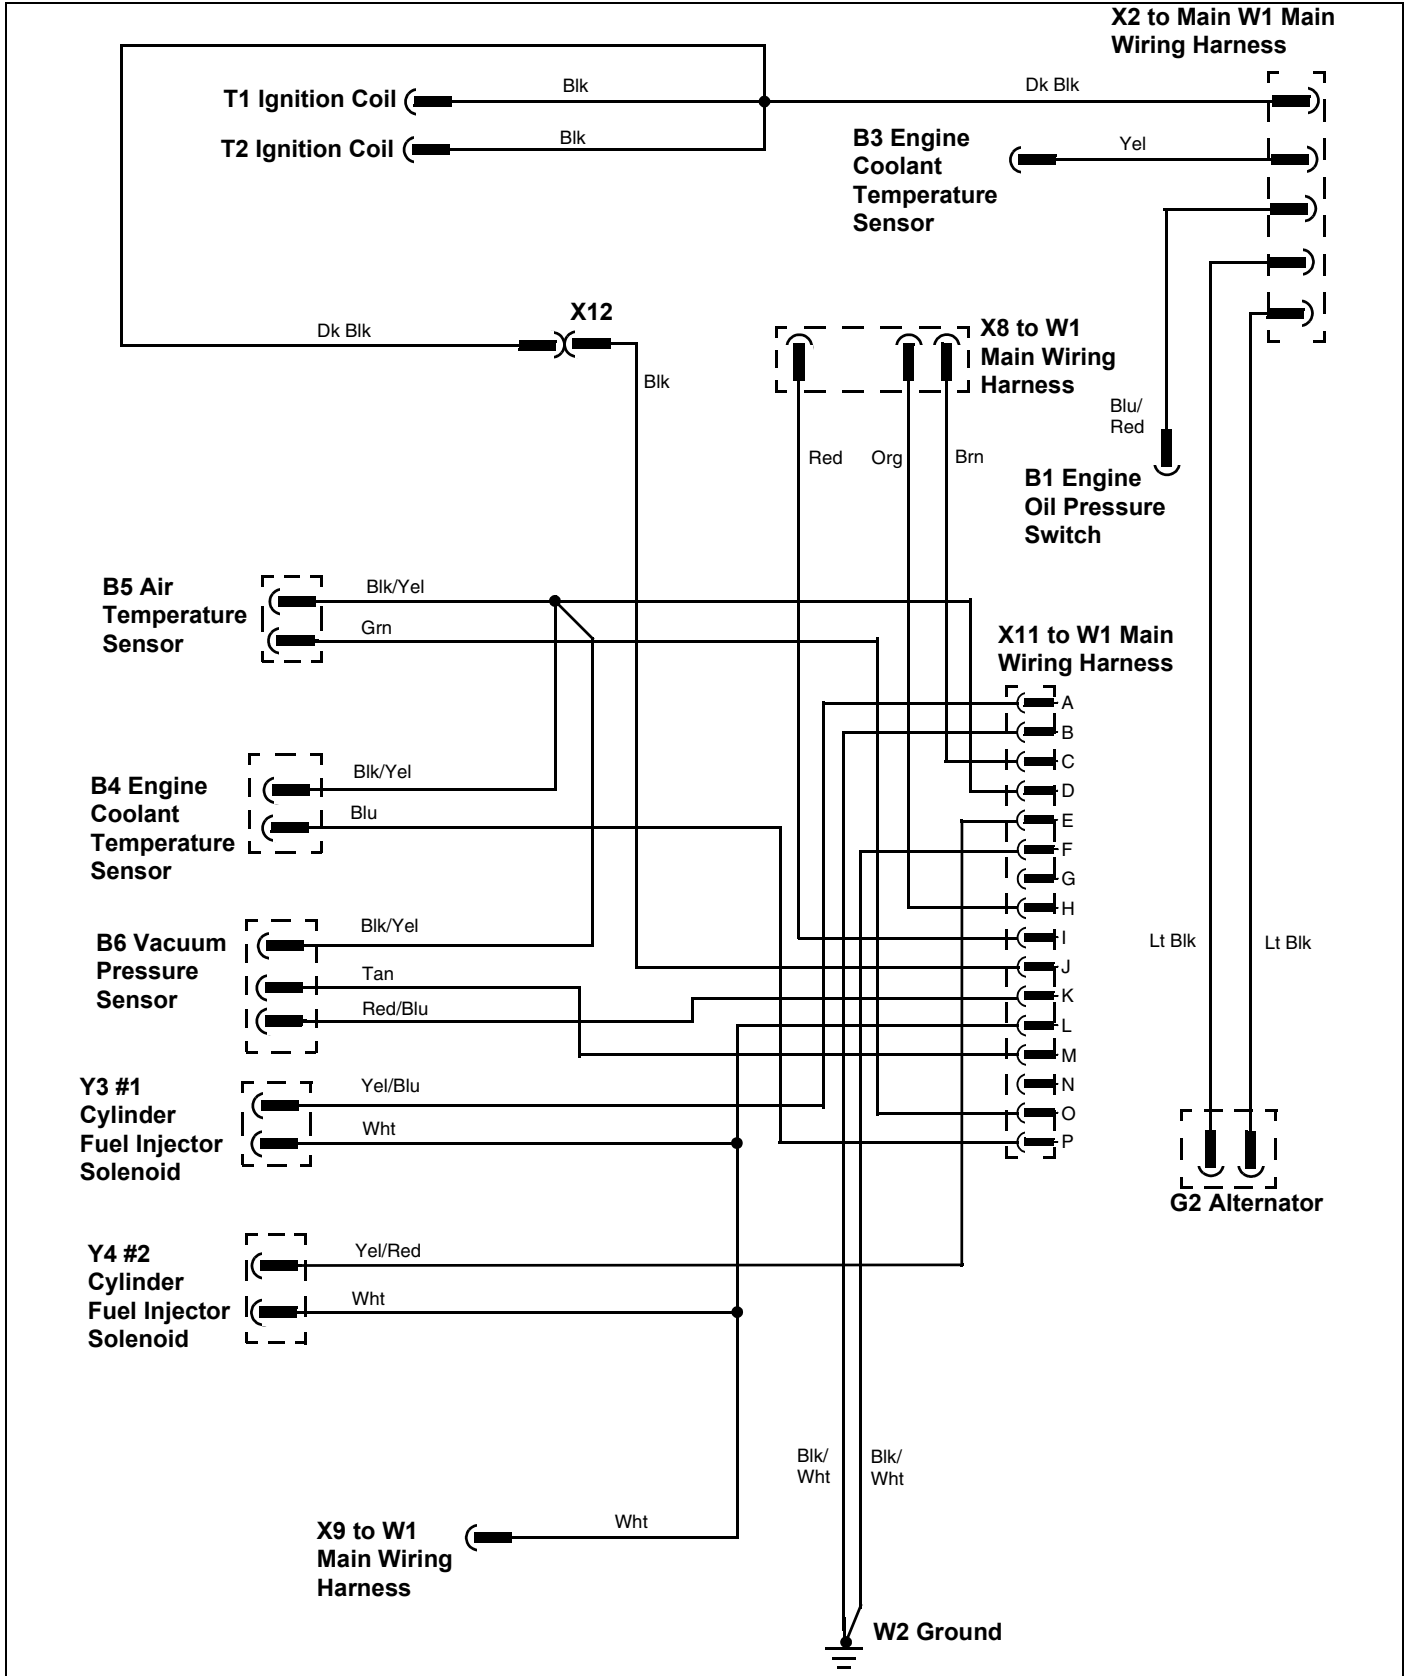 X2 to Main W1 Main
Wiring Harness
T1 Ignition Coil
Blk
Dk Blk
T2 Ignition Coil
Blk
B3 Engine
Coolant
Temperature
Sensor
Yel
X12
Dk Blk
Blk
X8 to W1
Main Wiring
Harness
Blu/
Red
Red
Org
Brn
B1 Engine
Oil Pressure
Switch
B5 Air
Temperature
Sensor
Blk/Yel
Grn
X11 to W1 Main
Wiring Harness
A
B
C
D
E
F
G
H
I
J
K
L
M
N
O
P
B4 Engine
Coolant
Temperature
Sensor
Blk/Yel
Blu
B6 Vacuum
Pressure
Sensor
Blk/Yel
Tan
Red/Blu
Lt Blk
Lt Blk
Y3 #1
Cylinder
Fuel Injector
Solenoid
Yel/Blu
Wht
G2 Alternator
Y4 #2
Cylinder
Fuel Injector
Solenoid
Yel/Red
Wht
Blk/
Wht
Blk/
Wht
X9 to W1
Main Wiring
Harness
Wht
W2 Ground